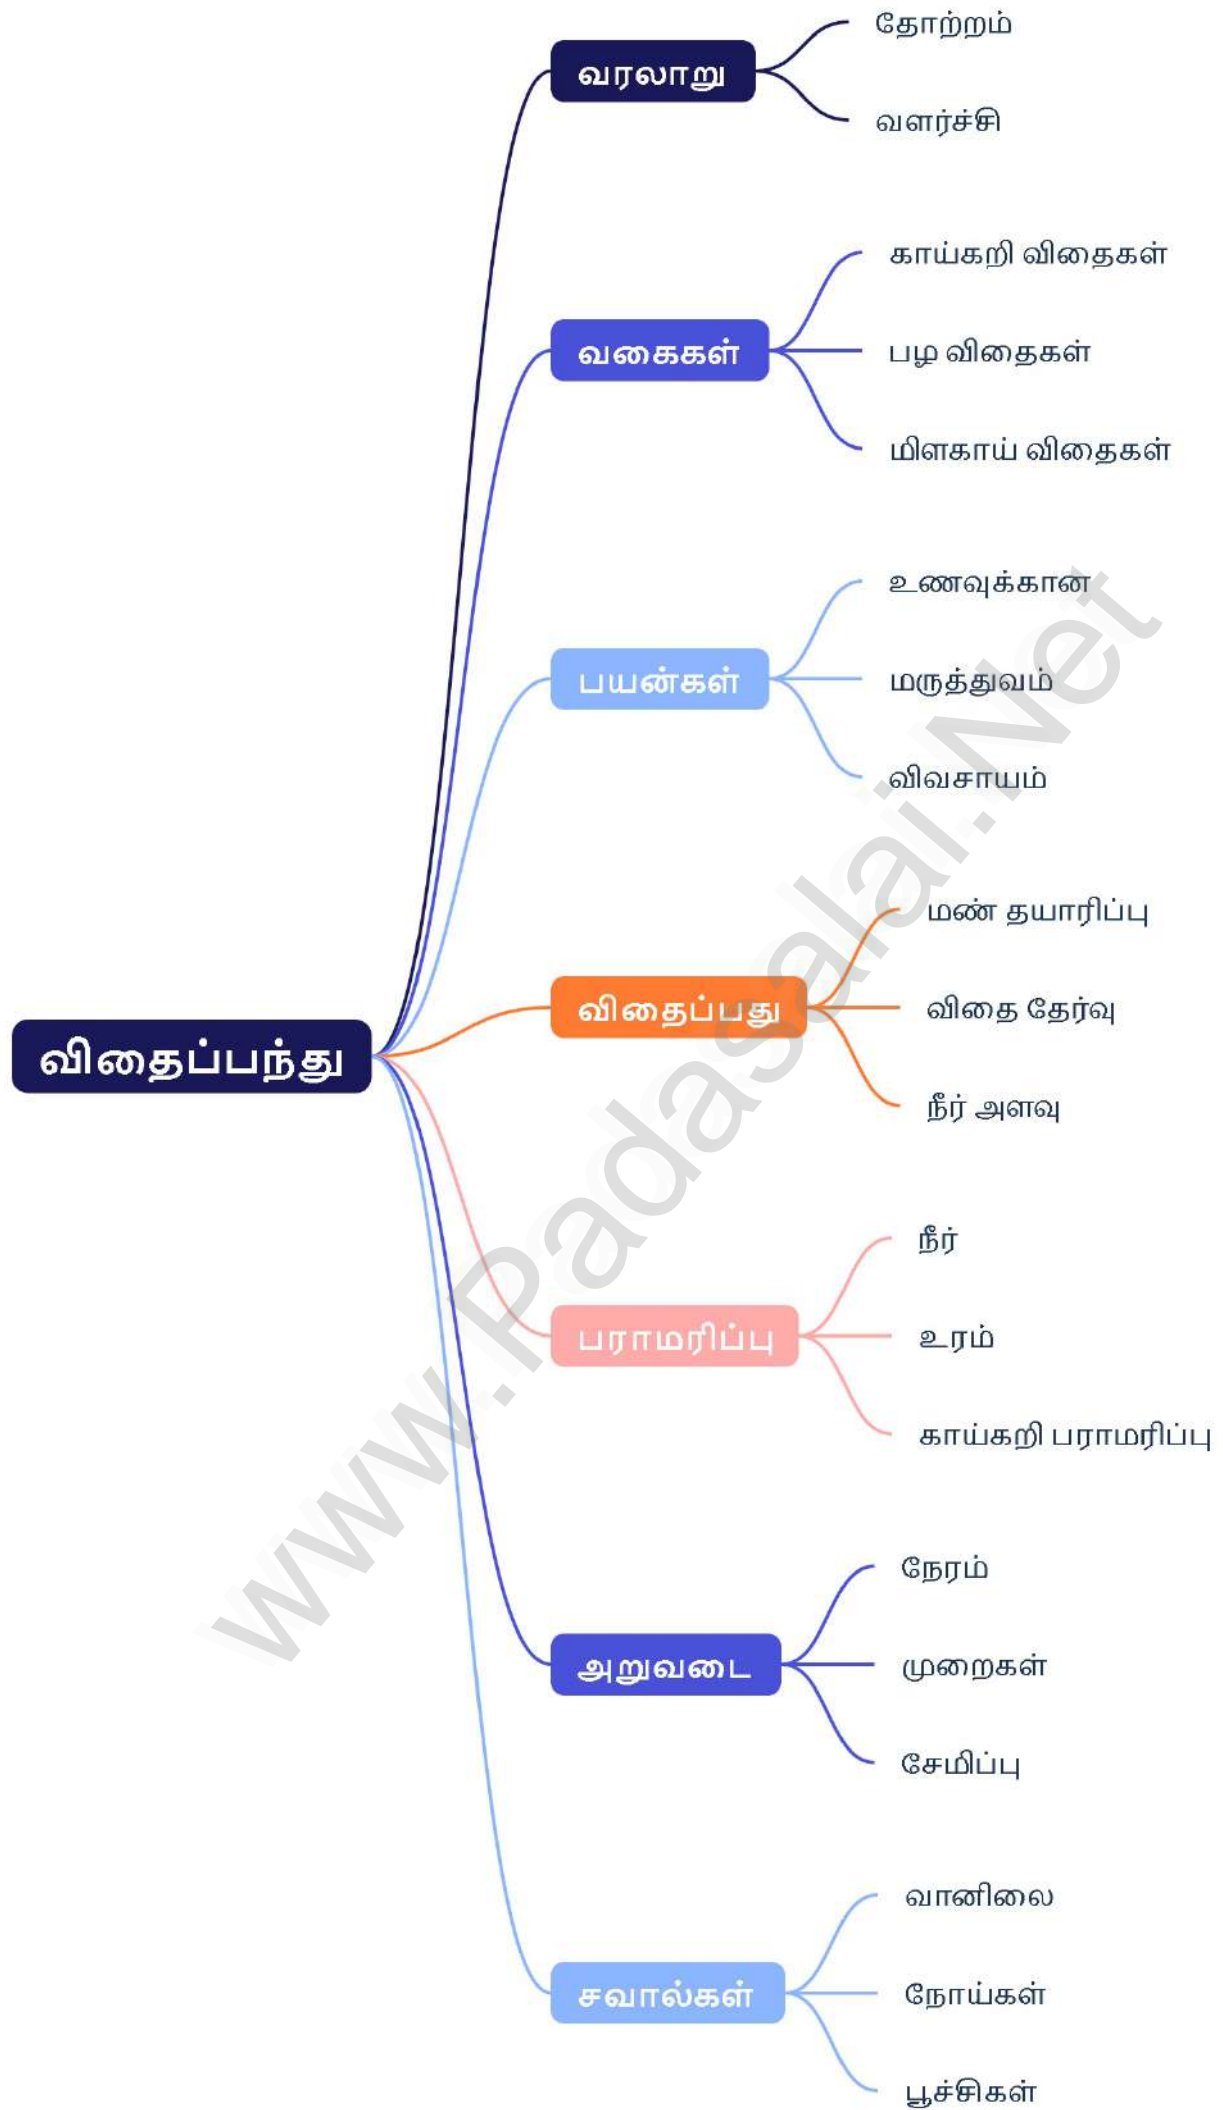 விதைப்பந்து
வரலாறு
தோற்றம்
வளர்ச்சி
வகைகள்
காய்கறி விதைகள்
பழ விதைகள்
மிளகாய் விதைகள்
பயன்கள்
உணவுக்கான
மருத்துவம்
விவசாயம்
விதைப்பது
மண் தயாரிப்பு
விதை தேர்வு
நீர் அளவு
பராமரிப்பு
நீர்
உரம்
காய்கறி பராமரிப்பு
அறுவடை
நேரம்
முறைகள்
சேமிப்பு
சவால்கள்
வானிலை
நோய்கள்
பூச்சிகள்
www.Padasalai.Net